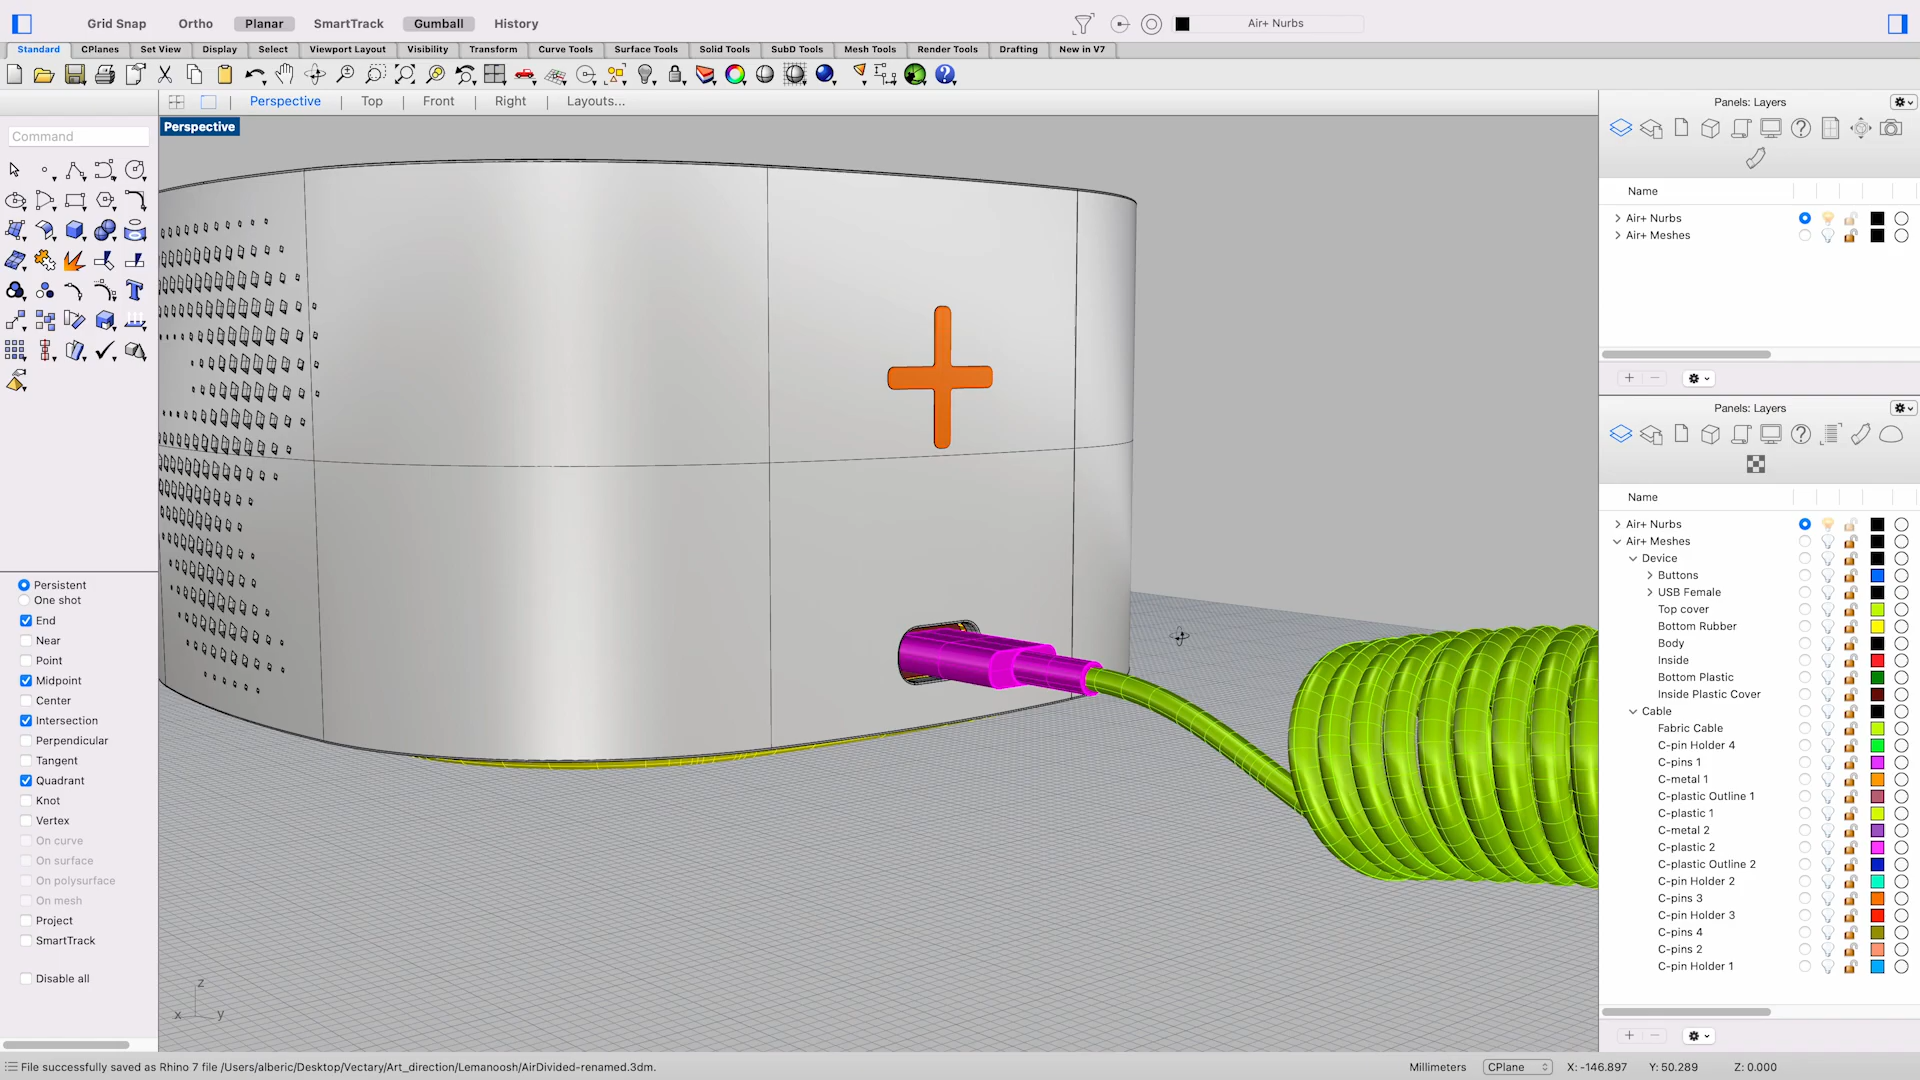 Grid Snap Ortho Planar SmartTrack Gumball History Air+ Nurbs
Standard CPlanes Set View Display Select Viewport Layout Visibility Transform Curve Tools Surface Tools Solid Tools SubD Tools Mesh Tools Render Tools Drafting New in V7
Perspective Top Front Right Layouts...
Perspective
Command
Persistent
One shot
End
Near
Point
Midpoint
Center
Intersection
Perpendicular
Tangent
Quadrant
Knot
Vertex
On curve
On surface
On polysurface
On mesh
Project
SmartTrack
Disable all
z
x y
Panels: Layers
Name
Air+ Nurbs
Air+ Meshes
Panels: Layers
Name
Air+ Nurbs
Air+ Meshes
Device
Buttons
USB Female
Top cover
Bottom Rubber
Body
Inside
Bottom Plastic
Inside Plastic Cover
Cable
Fabric Cable
C-pin Holder 4
C-pins 1
C-metal 1
C-plastic Outline 1
C-plastic 1
C-metal 2
C-plastic 2
C-plastic Outline 2
C-pin Holder 2
C-pins 3
C-pin Holder 3
C-pins 4
C-pins 2
C-pin Holder 1
File successfully saved as Rhino 7 file /Users/alberic/Desktop/Vectary/Art_direction/Lemanoosh/AirDivided-renamed.3dm.
Millimeters CPlane X: -146.897 Y: 50.289 Z: 0.000